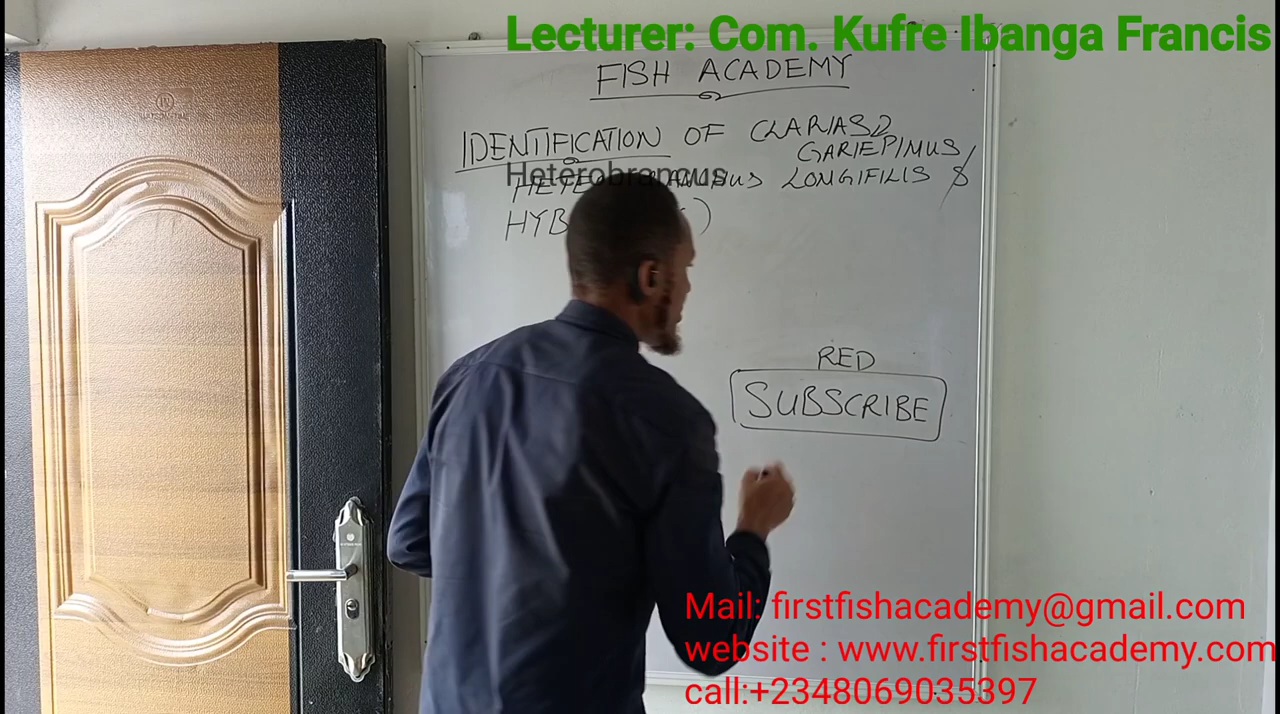 Lecturer: Com. Kufre Ibanga Francis
FISH ACADEMY
IDENTIFICATION OF CLARIAS
GARIEPINUS/
Heterobrancus
LONGIFILIS &
RED
SUBSCRIBE
Mail: firstfishacademy@gmail.com
website : www.firstfishacademy.com
call:+2348069035397